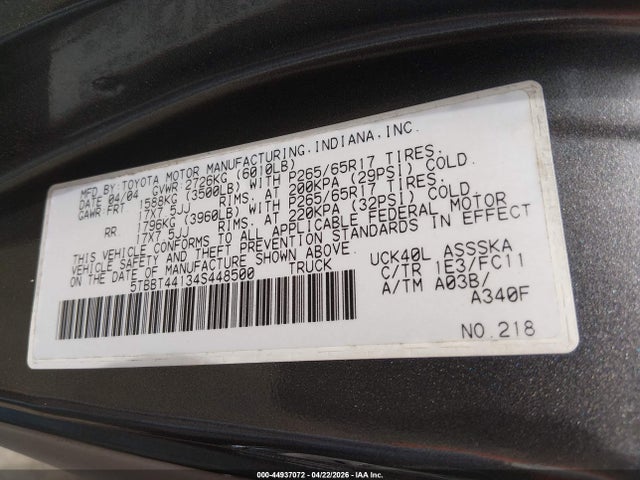 MFD.BY:TOYOTA MOTOR MANUFACTURING.INDIANA.INC.
DATE 04/04 GVWR 2726KG (6010LB)
GAWR:FRT 1588KG (3500LB) WITH P265/65R17 TIRES.
17X7.5JJ RIMS. AT 200KPA (29PSI) COLD.
RR 1796KG (3960LB) WITH P265/65R17 TIRES.
17X7.5JJ RIMS. AT 220KPA (32PSI) COLD
THIS VEHICLE CONFORMS TO ALL APPLICABLE FEDERAL MOTOR
VEHICLE SAFETY AND THEFT PREVENTION STANDARDS IN EFFECT
ON THE DATE OF MANUFACTURE SHOWN ABOVE.
5TBBT44134S448500 TRUCK
UCK40L ASSSKA
C/TR 1E3/FC11
A/TM A03B/
A340F
NO.218
000-44937072 - 04/22/2026 - IAA Inc.